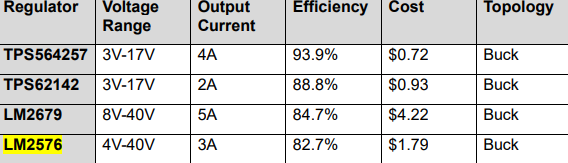 Regulator Voltage Range Output Current Efficiency Cost Topology
TPS564257 3V-17V 4A 93.9% $0.72 Buck
TPS62142 3V-17V 2A 88.8% $0.93 Buck
LM2679 8V-40V 5A 84.7% $4.22 Buck
LM2576 4V-40V 3A 82.7% $1.79 Buck